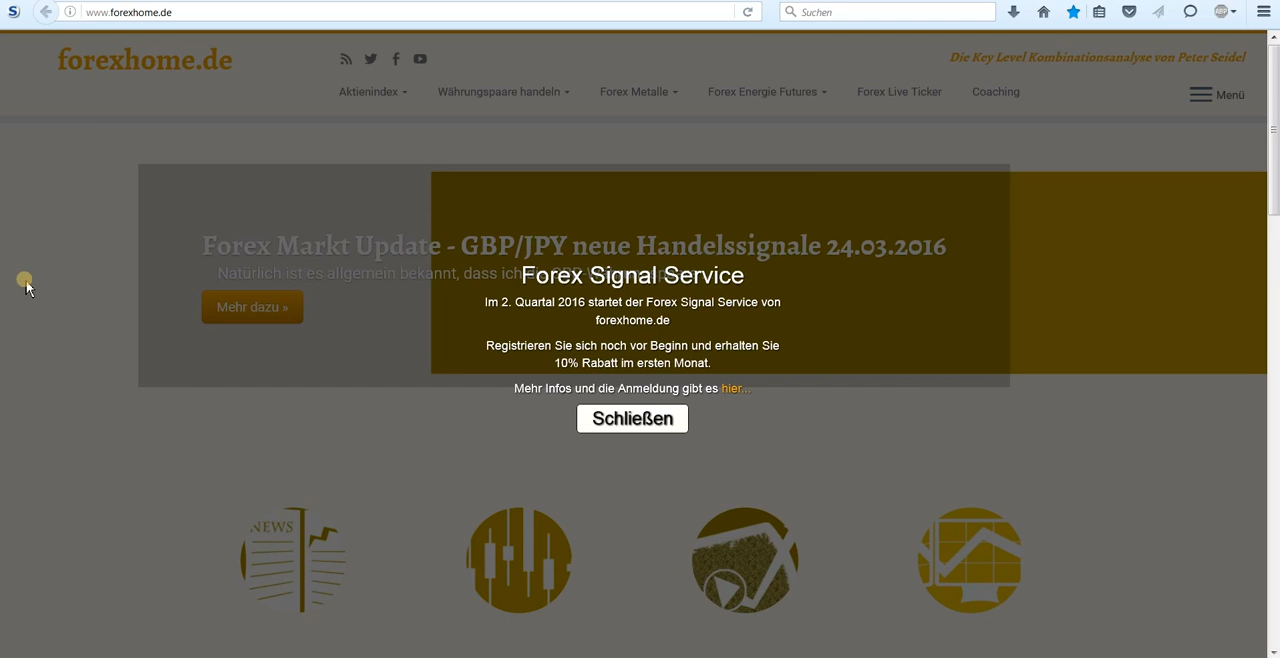 www.forexhome.de
Suchen
forexhome.de
Die Key Level Kombinationsanalyse von Peter Seidel
Aktienindex
Währungspaare handeln
Forex Metalle
Forex Energie Futures
Forex Live Ticker
Coaching
Menü
Forex Markt Update - GBP/JPY neue Handelssignale 24.03.2016
Natürlich ist es allgemein bekannt, dass ich
Forex Signal Service
Im 2. Quartal 2016 startet der Forex Signal Service von
forexhome.de
Mehr dazu »
Registrieren Sie sich noch vor Beginn und erhalten Sie
10% Rabatt im ersten Monat.
Mehr Infos und die Anmeldung gibt es hier...
Schließen
NEWS
ABP